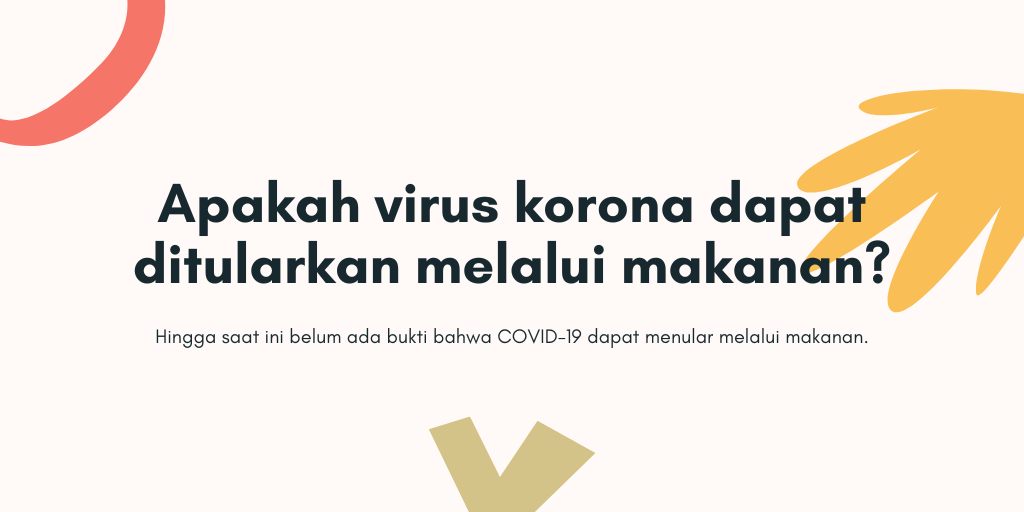 Apakah virus korona dapat
ditularkan melalui makanan?
Hingga saat ini belum ada bukti bahwa COVID-19 dapat menular melalui makanan.